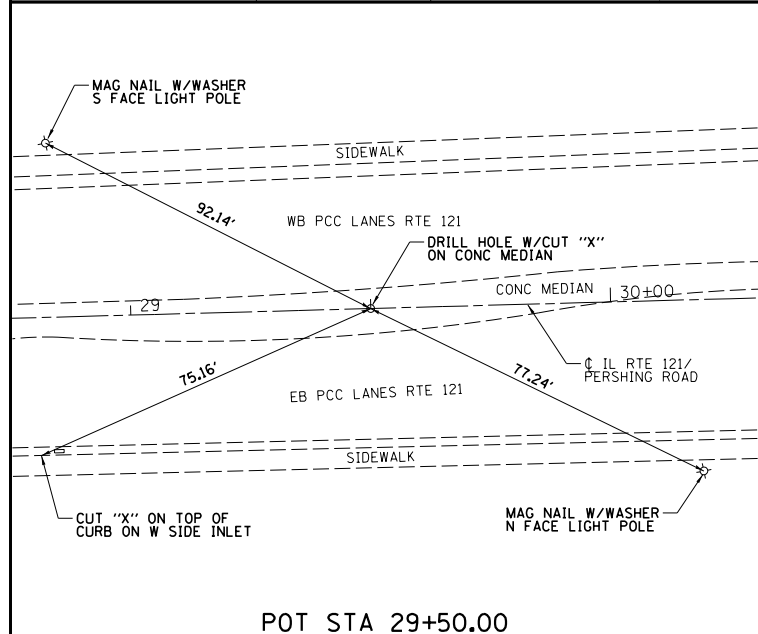 MAG NAIL W/WASHER
S FACE LIGHT POLE
SIDEWALK
92.14'
WB PCC LANES RTE 121
DRILL HOLE W/CUT "X"
ON CONC MEDIAN
CONC MEDIAN
29
30+00
℄ IL RTE 121/
PERSHING ROAD
75.16'
77.24'
EB PCC LANES RTE 121
SIDEWALK
CUT "X" ON TOP OF
CURB ON W SIDE INLET
MAG NAIL W/WASHER
N FACE LIGHT POLE
POT STA 29+50.00